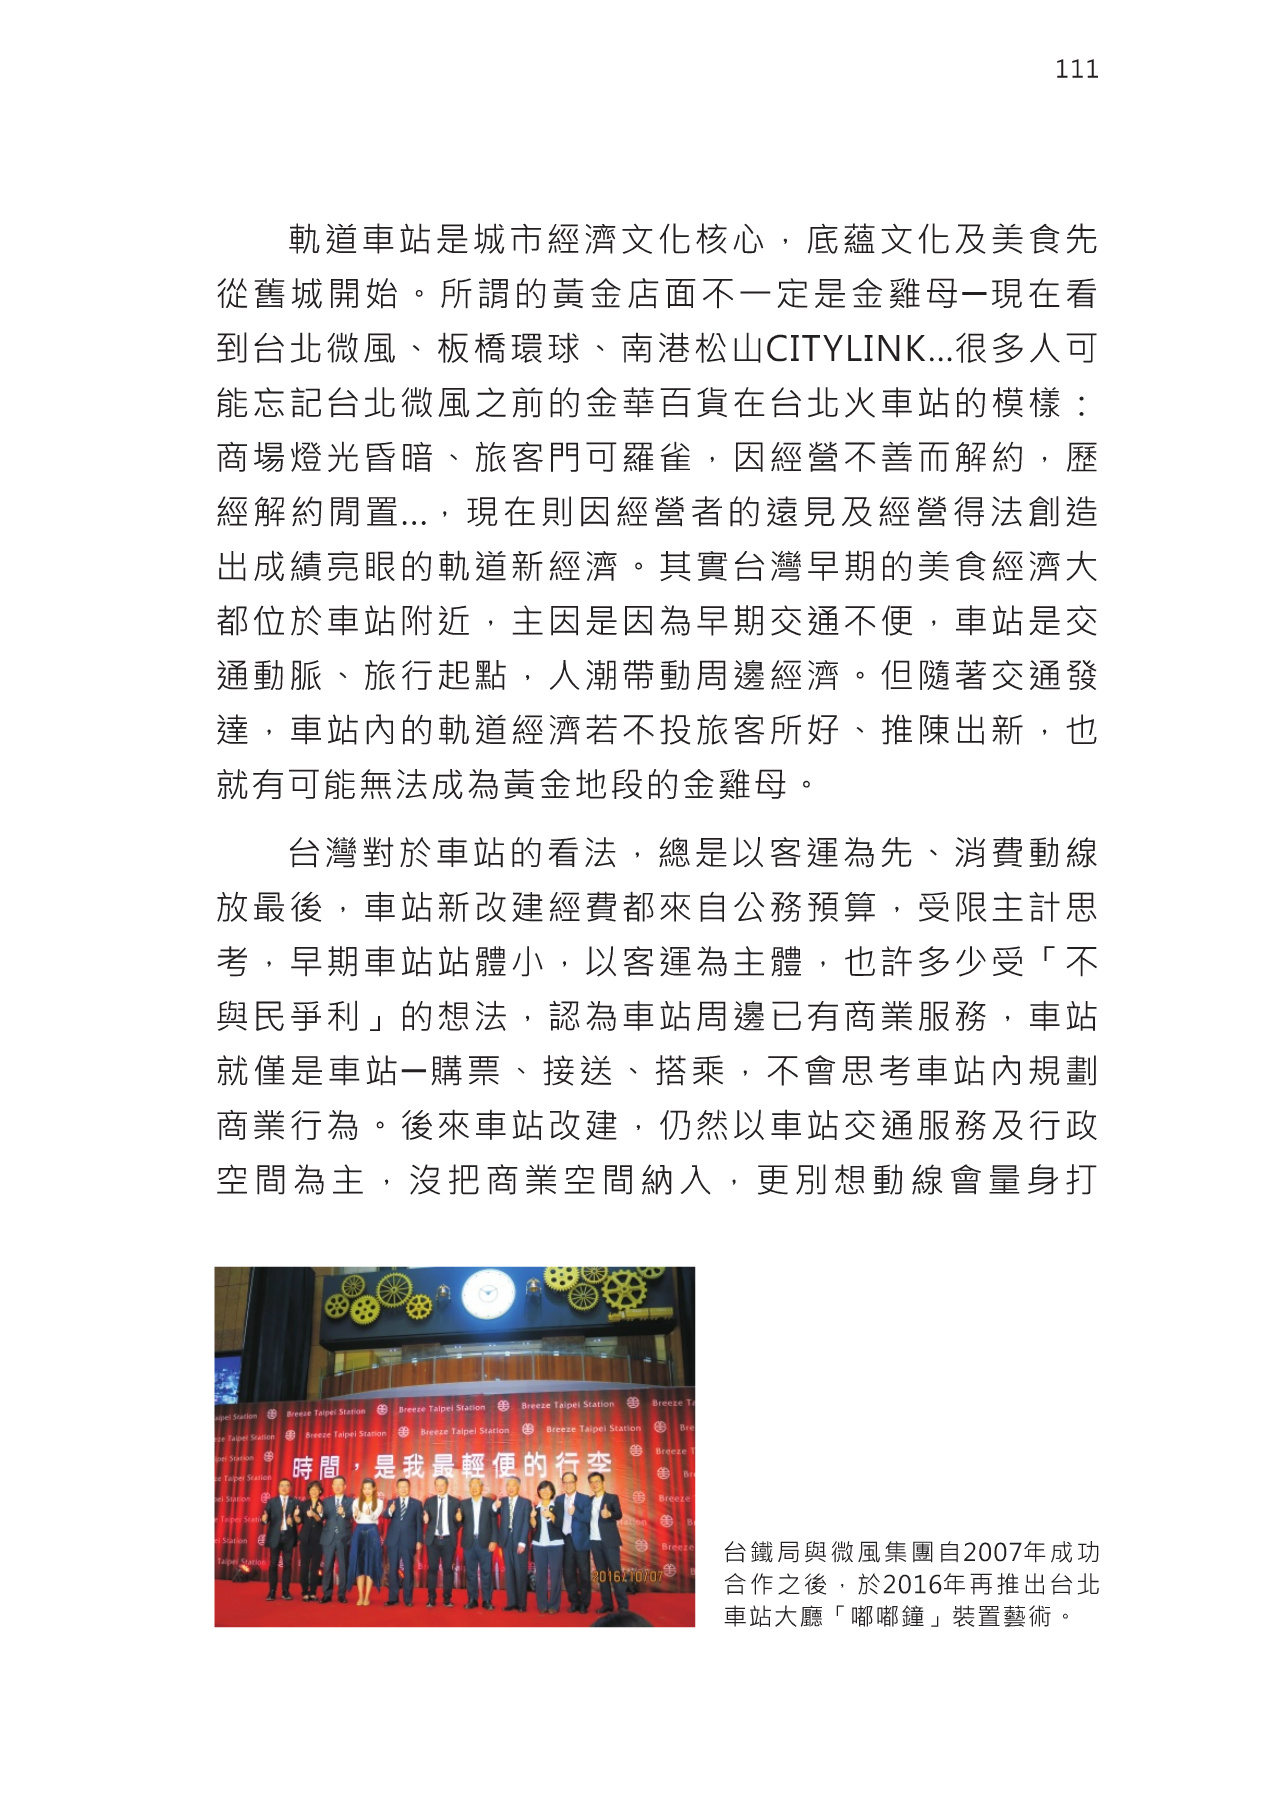 111
軌道車站是城市經濟文化核心，底蘊文化及美食先
從舊城開始。所謂的黃金店面不一定是金雞母─現在看
到台北微風、板橋環球、南港松山CITYLINK...很多人可
能忘記台北微風之前的金華百貨在台北火車站的模樣：
商場燈光昏暗、旅客門可羅雀，因經營不善而解約，歷
經解約閒置...，現在則因經營者的遠見及經營得法創造
出成績亮眼的軌道新經濟。其實台灣早期的美食經濟大
都位於車站附近，主因是因為早期交通不便，車站是交
通動脈、旅行起點，人潮帶動周邊經濟。但隨著交通發
達，車站內的軌道經濟若不投旅客所好、推陳出新，也
就有可能無法成為黃金地段的金雞母。
台灣對於車站的看法，總是以客運為先、消費動線
放最後，車站新改建經費都來自公務預算，受限主計思
考，早期車站站體小，以客運為主體，也許多少受「不
與民爭利」的想法，認為車站周邊已有商業服務，車站
就僅是車站─購票、接送、搭乘，不會思考車站內規劃
商業行為。後來車站改建，仍然以車站交通服務及行政
空間為主，沒把商業空間納入，更別想動線會量身打
Breeze Taipei Station Breeze Taipei Station Breeze Taipei Station
Breeze Taipei Station Breeze Taipei Station Breeze Taipei Station
時間，是我最輕便的行李
2016/10/07
台鐵局與微風集團自2007年成功
合作之後，於2016年再推出台北
車站大廳「嘟嘟鐘」裝置藝術。